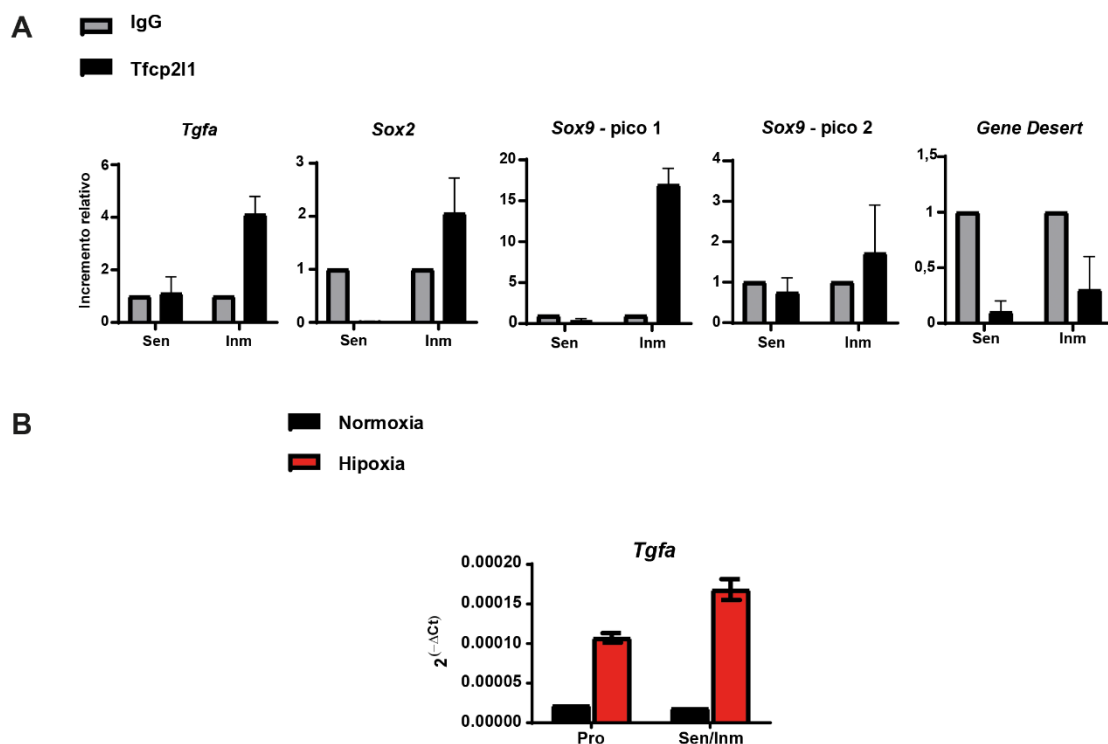 A
IgG
Tfcp2l1
Tgfa
Sox2
Sox9 - pico 1
Sox9 - pico 2
Gene Desert
Incremento relativo
6
4
2
0
Sen
Inm
3
2
1
0
Sen
Inm
20
15
10
5
0
Sen
Inm
4
3
2
1
0
Sen
Inm
1,5
1
0,5
0
Sen
Inm
B
Normoxia
Hipoxia
Tgfa
2^(−ΔCt)
0.00020
0.00015
0.00010
0.00005
0.00000
Pro
Sen/Inm